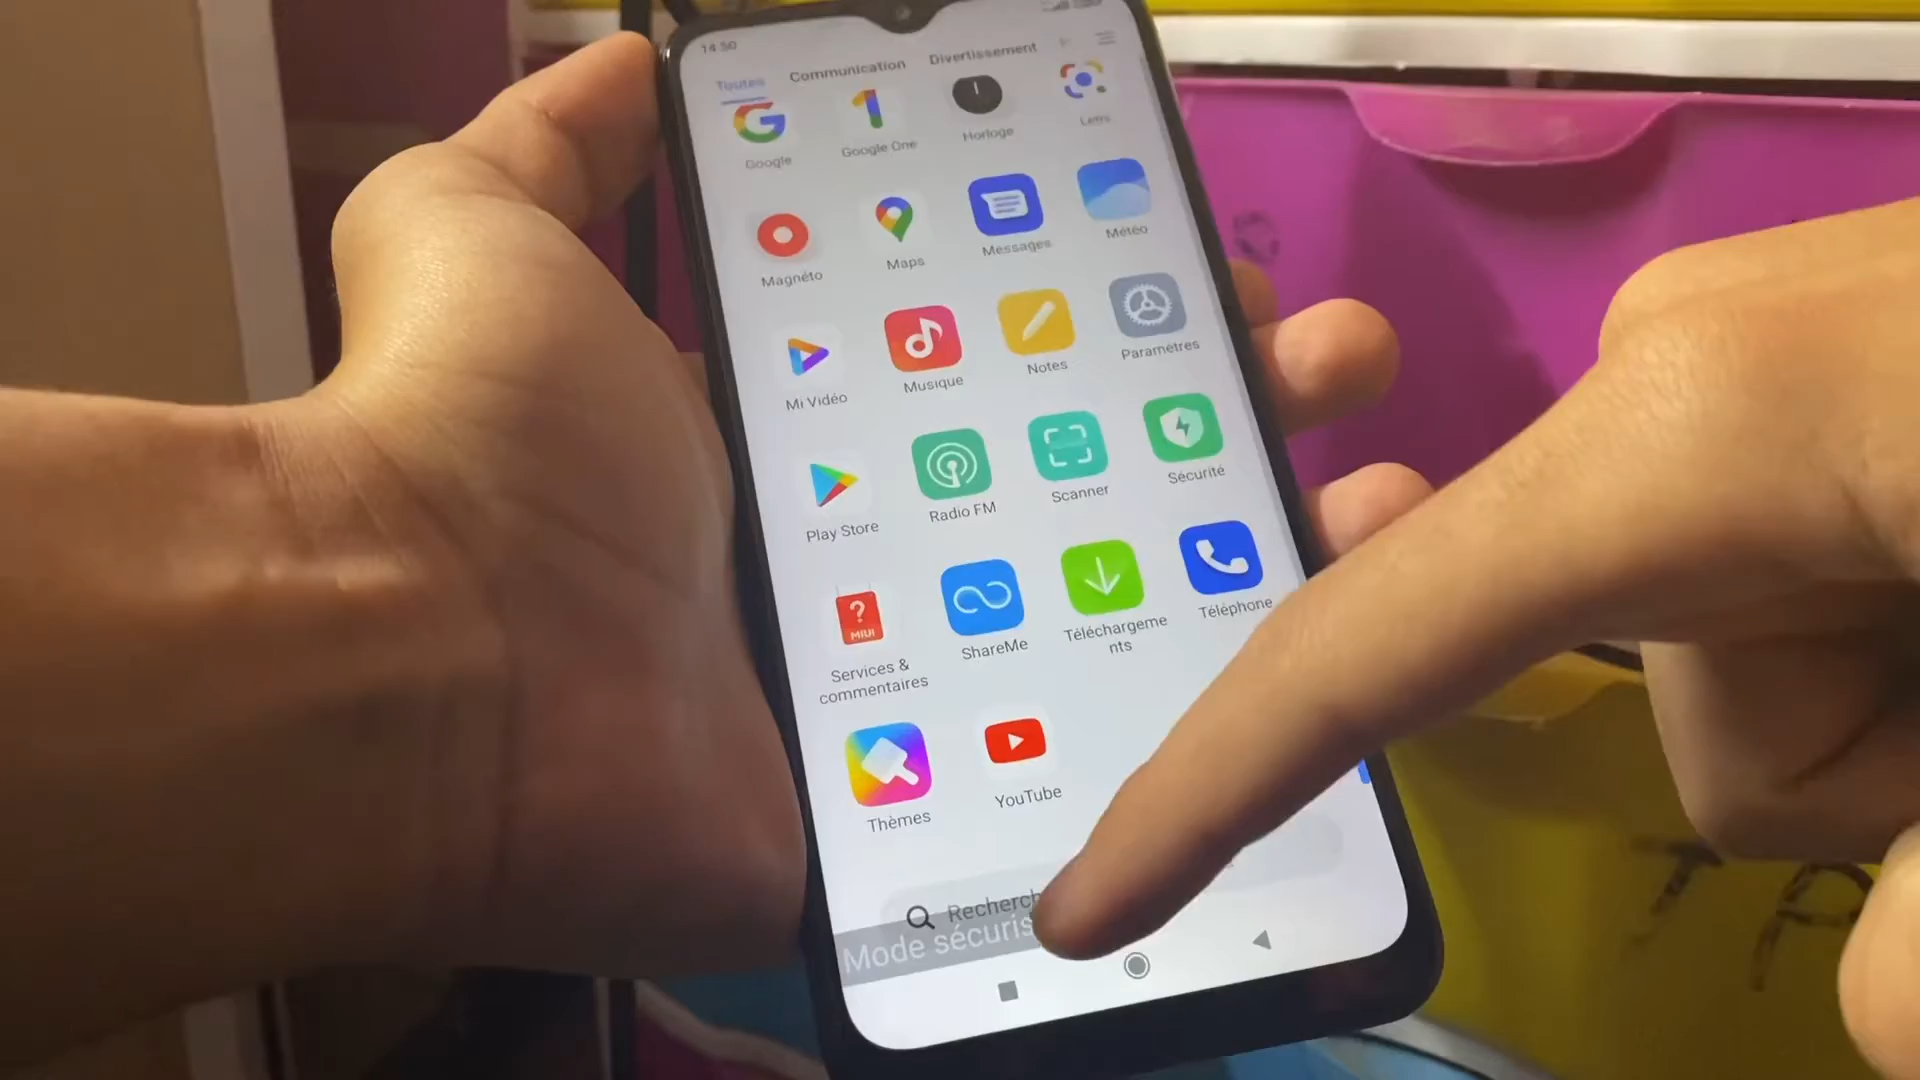 14 50
Toutes Communication Divertissement
Google Google One Horloge Lens
Magnéto Maps Messages Météo
Mi Vidéo Musique Notes Paramètres
Play Store Radio FM Scanner Sécurité
?
MIUI
Services &
commentaires
ShareMe
Téléchargeme
nts
Téléphone
Thèmes YouTube
Recherch
Mode sécuris